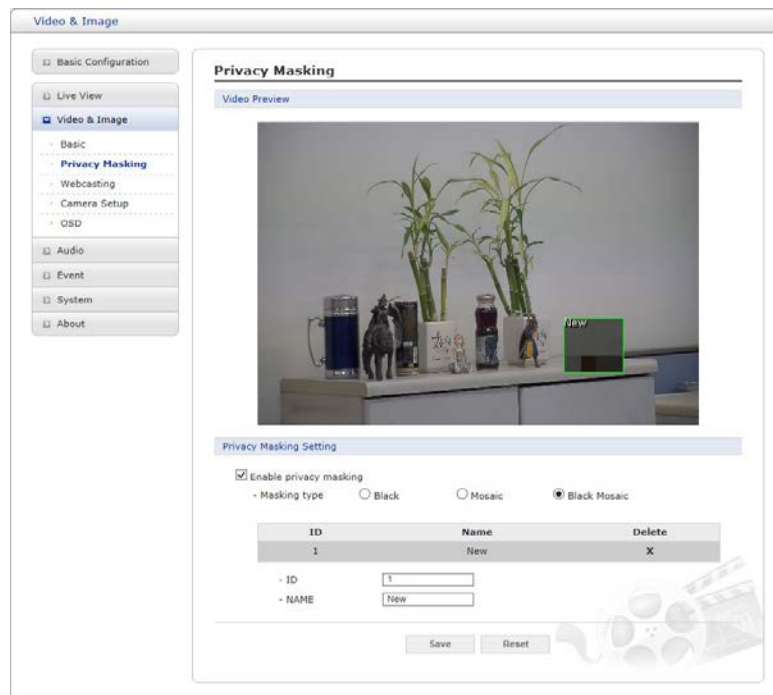 Video & Image
Basic Configuration
Live View
Video & Image
Basic
Privacy Masking
Webcasting
Camera Setup
OSD
Audio
Event
System
About
Privacy Masking
Video Preview
New
Privacy Masking Setting
Enable privacy masking
- Masking type Black Mosaic Black Mosaic
ID Name Delete
1 New X
- ID 1
- NAME New
Save Reset